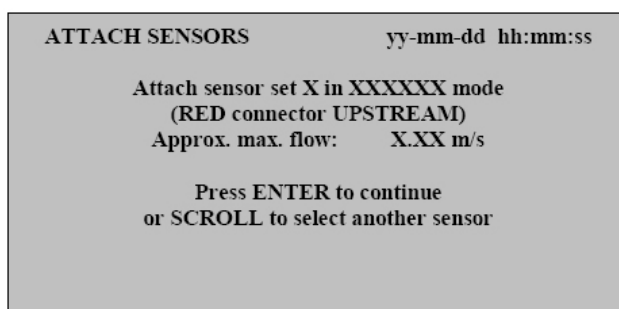 ATTACH SENSORS yy-mm-dd hh:mm:ss
Attach sensor set X in XXXXXX mode
(RED connector UPSTREAM)
Approx. max. flow: X.XX m/s
Press ENTER to continue
or SCROLL to select another sensor